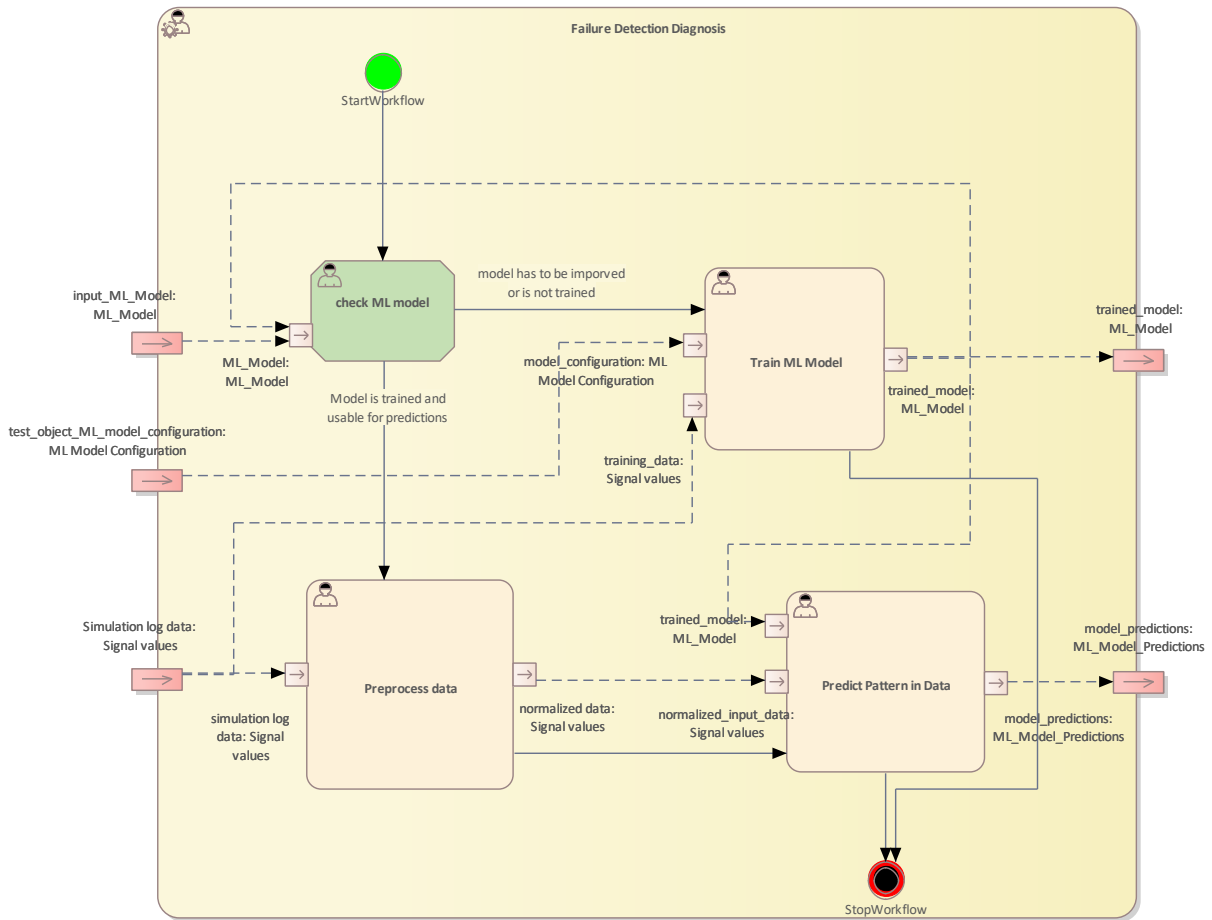 Failure Detection Diagnosis
StartWorkflow
check ML model
model has to be imporved
or is not trained
input_ML_Model:
ML_Model
ML_Model:
ML_Model
Model is trained and
usable for predictions
model_configuration: ML
Model Configuration
Train ML Model
trained_model:
ML_Model
trained_model:
ML_Model
test_object_ML_model_configuration:
ML Model Configuration
training_data:
Signal values
Simulation log data:
Signal values
simulation log
data: Signal
values
Preprocess data
normalized data:
Signal values
trained_model:
ML_Model
normalized_input_data:
Signal values
Predict Pattern in Data
model_predictions:
ML_Model_Predictions
model_predictions:
ML_Model_Predictions
StopWorkflow